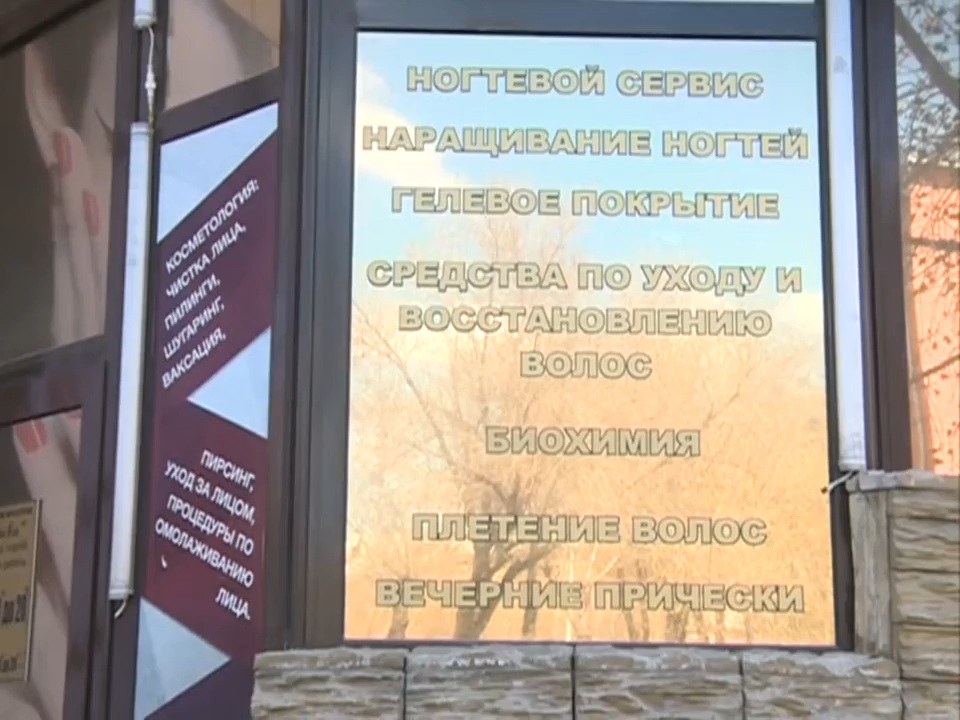 НОГТЕВОЙ СЕРВИС
НАРАЩИВАНИЕ НОГТЕЙ
ГЕЛЕВОЕ ПОКРЫТИЕ
СРЕДСТВА ПО УХОДУ И
ВОССТАНОВЛЕНИЮ
ВОЛОС
БИОХИМИЯ
ПЛЕТЕНИЕ ВОЛОС
ВЕЧЕРНИЕ ПРИЧЕСКИ
КОСМЕТОЛОГИЯ:
ЧИСТКА ЛИЦА,
ПИЛИНГИ,
ШУГАРИНГ,
ВАКСАЦИЯ,
ПИРСИНГ,
УХОД ЗА ЛИЦОМ,
ПРОЦЕДУРЫ ПО
ОМОЛАЖИВАНИЮ
ЛИЦА.